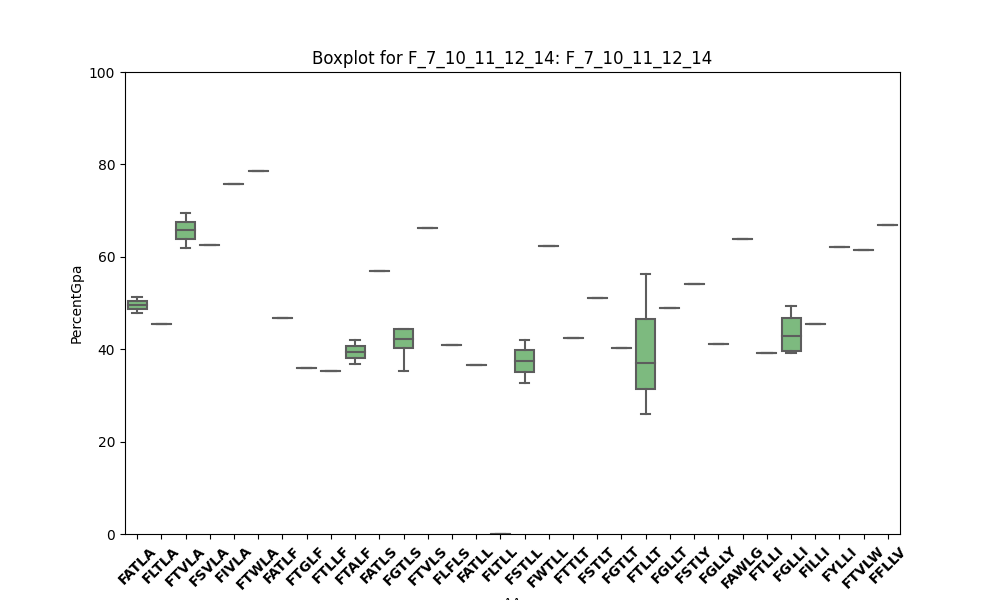 Boxplot for F_7_10_11_12_14: F_7_10_11_12_14
PercentGpa
100
80
60
40
20
0
FATLA
FLTLA
FTVLA
FSVLA
FIVLA
FTWLA
FATLF
FTGLF
FTLLF
FTALF
FATLS
FGTLS
FTVLS
FLFLS
FATLL
FLTLL
FSTLL
FWTLL
FTTLT
FSTLT
FGTLT
FTLLT
FGLLT
FSTLY
FGLLY
FAWLG
FTLLI
FGLLI
FILLI
FYLLI
FTVLW
FFLLV